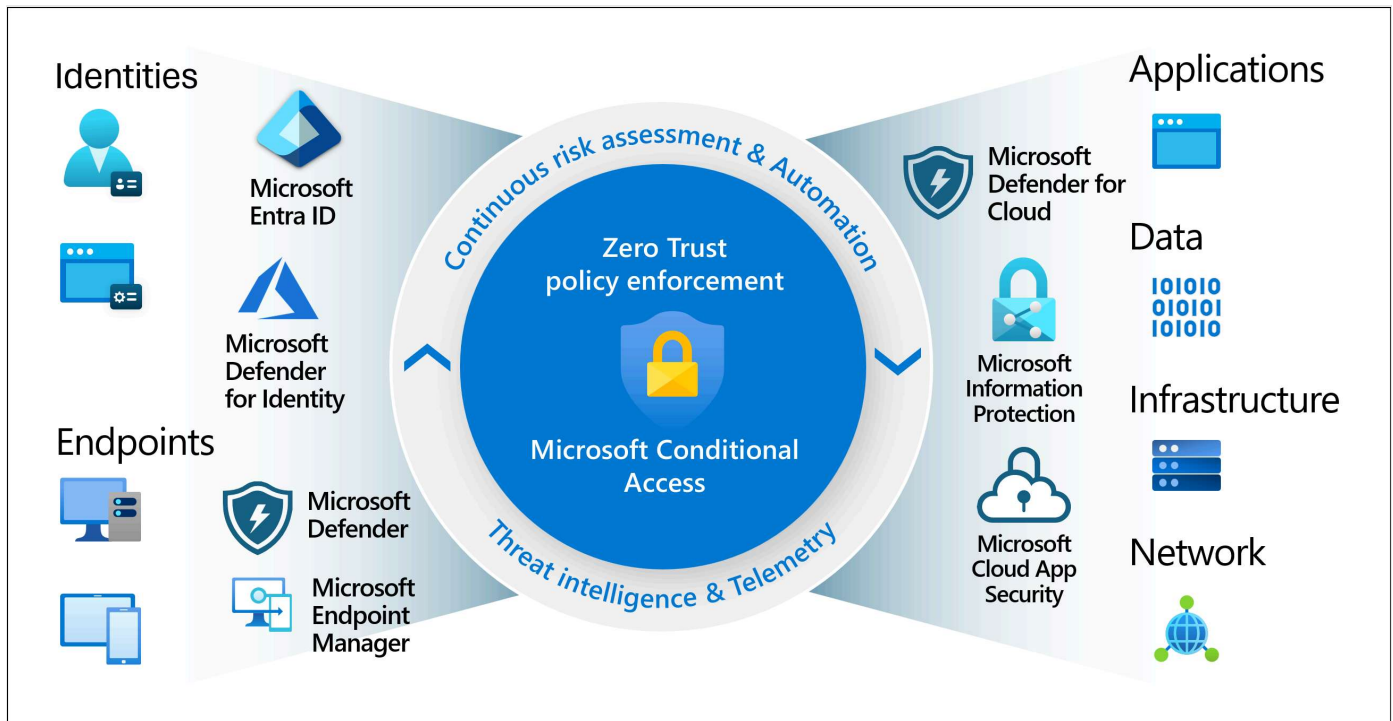 Identities
Microsoft
Entra ID
Microsoft
Defender
for Identity
Endpoints
Microsoft
Defender
Microsoft
Endpoint
Manager
Continuous risk assessment & Automation
Zero Trust
policy enforcement
Microsoft Conditional
Access
Threat intelligence & Telemetry
Microsoft
Defender for
Cloud
Microsoft
Information
Protection
Microsoft
Cloud App
Security
Applications
Data
101010
010101
101010
Infrastructure
Network